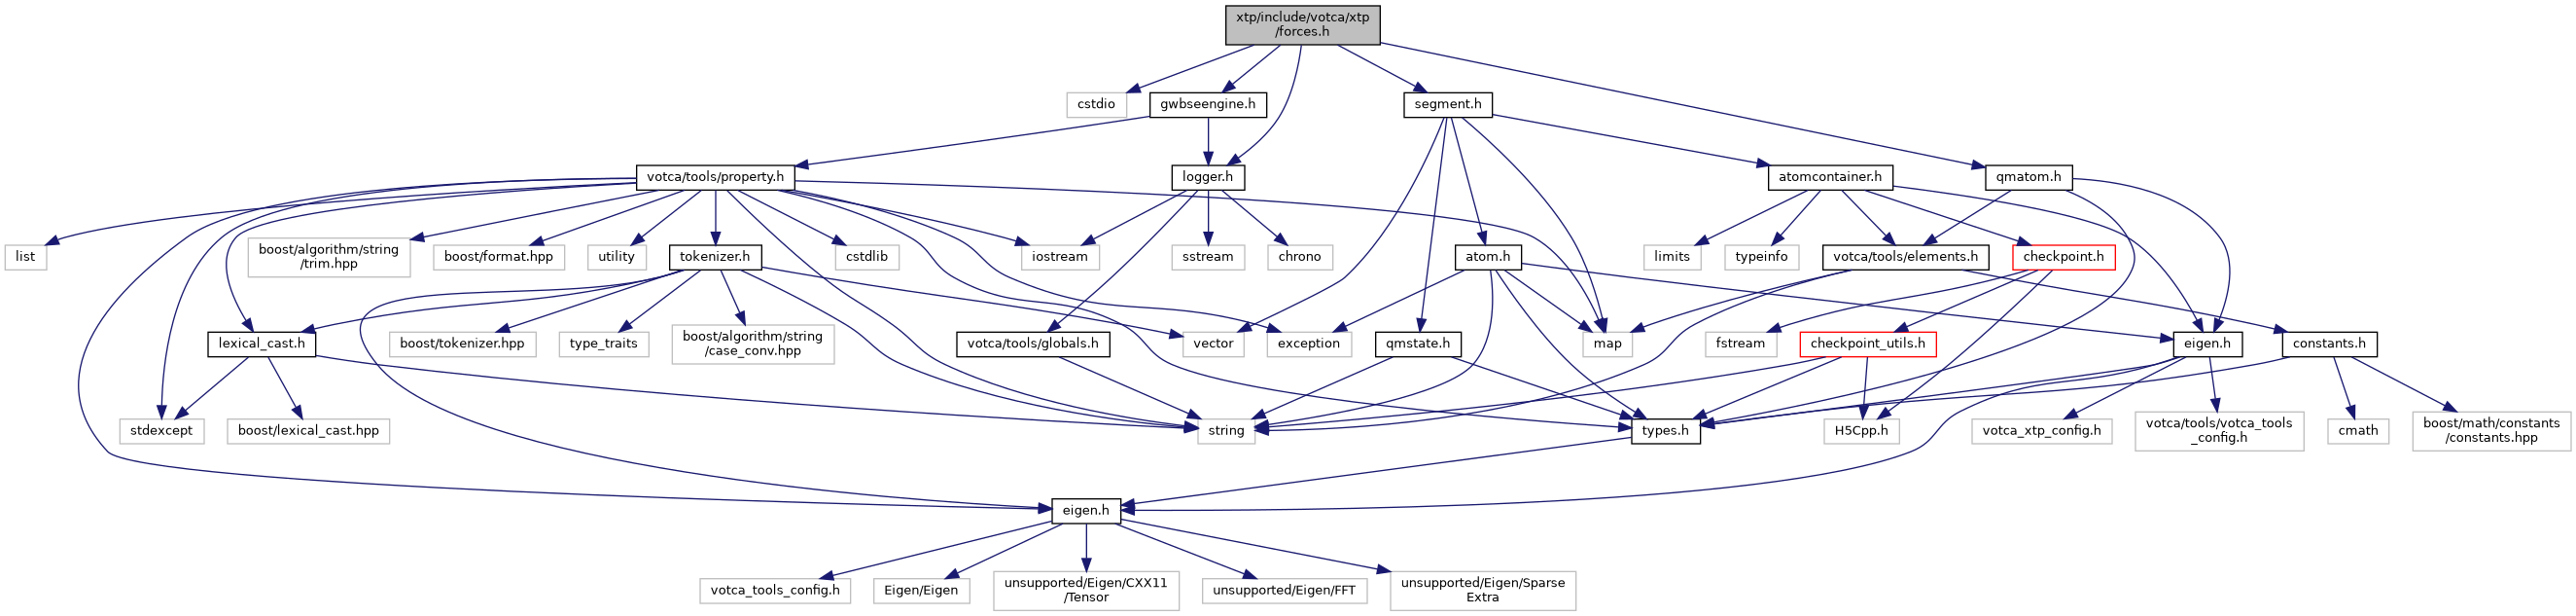 xtp/include/votca/xtp
/forces.h
cstdio
gwbseengine.h
segment.h
votca/tools/property.h
logger.h
atomcontainer.h
qmatom.h
list
boost/algorithm/string
/trim.hpp
boost/format.hpp
utility
tokenizer.h
cstdlib
iostream
sstream
chrono
atom.h
limits
typeinfo
votca/tools/elements.h
checkpoint.h
lexical_cast.h
boost/tokenizer.hpp
type_traits
boost/algorithm/string
/case_conv.hpp
votca/tools/globals.h
vector
exception
qmstate.h
map
fstream
checkpoint_utils.h
eigen.h
constants.h
stdexcept
boost/lexical_cast.hpp
string
types.h
H5Cpp.h
votca_xtp_config.h
votca/tools/votca_tools
_config.h
cmath
boost/math/constants
/constants.hpp
eigen.h
votca_tools_config.h
Eigen/Eigen
unsupported/Eigen/CXX11
/Tensor
unsupported/Eigen/FFT
unsupported/Eigen/Sparse
Extra